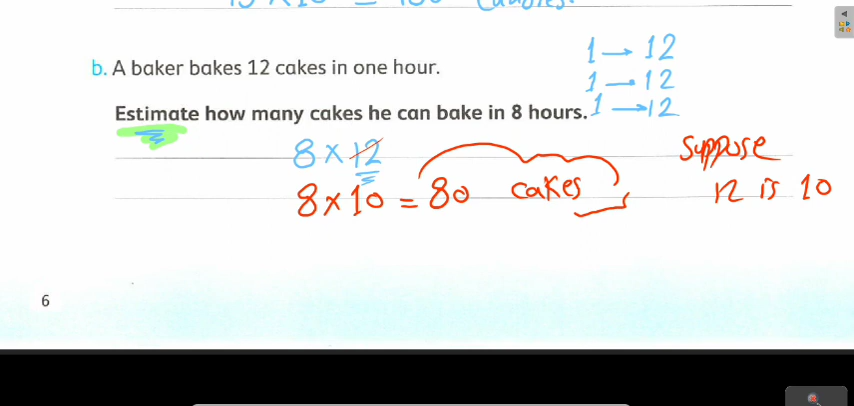 b. A baker bakes 12 cakes in one hour.
1 → 12
1 → 12
Estimate how many cakes he can bake in 8 hours. 1 → 12
8 × 12
suppose
8 × 10 = 80 cakes
12 is 10
6